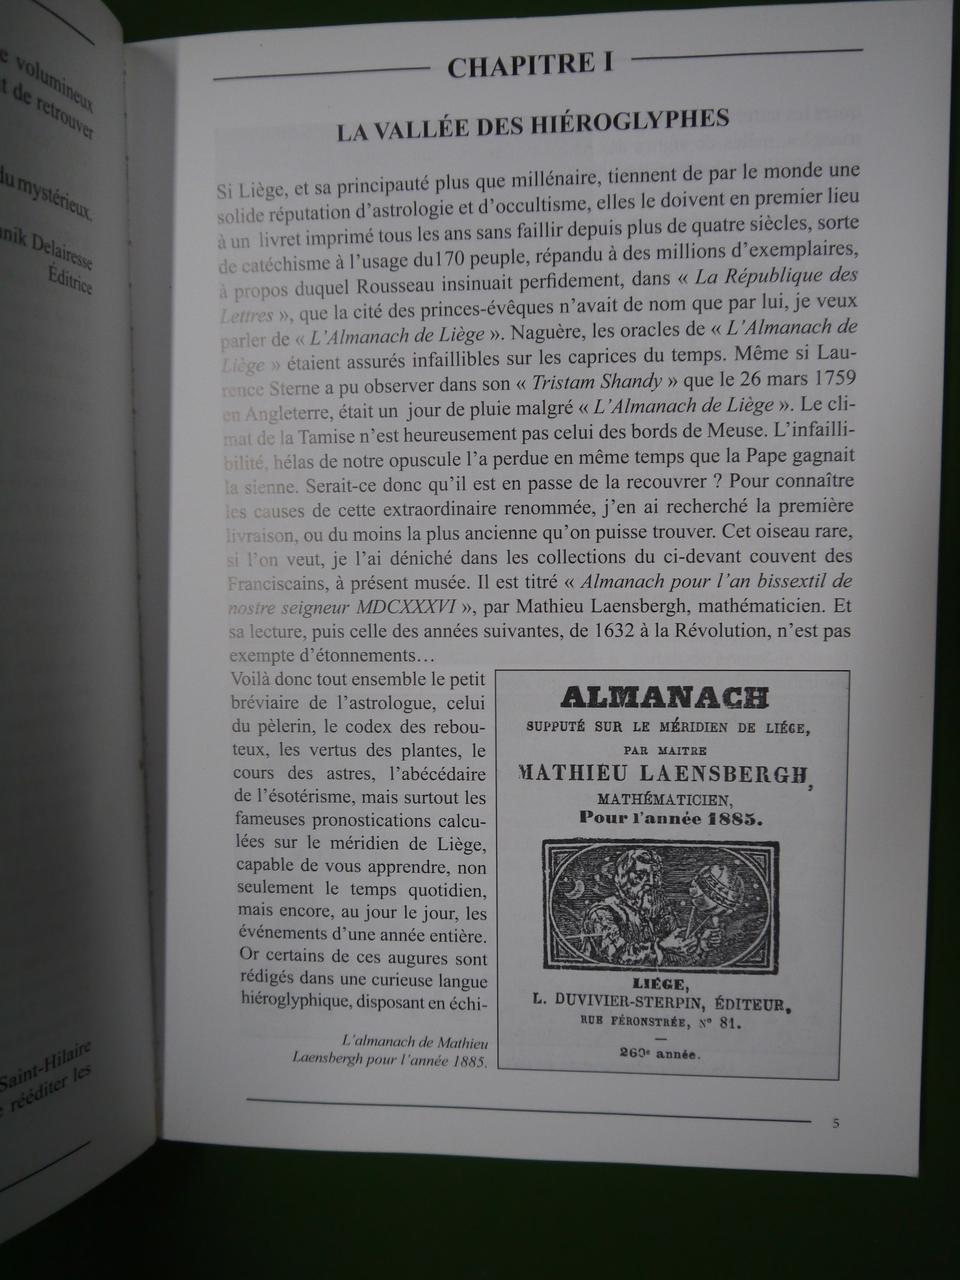 e volumineux
t de retrouver
du mystérieux.
nik Delairesse
Éditrice
Saint-Hilaire
rééditer les
CHAPITRE I
LA VALLÉE DES HIÉROGLYPHES
Si Liège, et sa principauté plus que millénaire, tiennent de par le monde une
solide réputation d'astrologie et d'occultisme, elles le doivent en premier lieu
à un livret imprimé tous les ans sans faillir depuis plus de quatre siècles, sorte
de catéchisme à l'usage du170 peuple, répandu à des millions d'exemplaires,
à propos duquel Rousseau insinuait perfidement, dans « La République des
Lettres », que la cité des princes-évêques n'avait de nom que par lui, je veux
parler de « L'Almanach de Liège ». Naguère, les oracles de « L'Almanach de
Liège » étaient assurés infaillibles sur les caprices du temps. Même si Lau-
rence Sterne a pu observer dans son « Tristam Shandy » que le 26 mars 1759
en Angleterre, était un jour de pluie malgré « L'Almanach de Liège ». Le cli-
mat de la Tamise n'est heureusement pas celui des bords de Meuse. L'infailli-
bilité, hélas de notre opuscule l'a perdue en même temps que la Pape gagnait
la sienne. Serait-ce donc qu'il est en passe de la recouvrer ? Pour connaître
les causes de cette extraordinaire renommée, j'en ai recherché la première
livraison, ou du moins la plus ancienne qu'on puisse trouver. Cet oiseau rare,
si l'on veut, je l'ai déniché dans les collections du ci-devant couvent des
Franciscains, à présent musée. Il est titré « Almanach pour l'an bissextil de
nostre seigneur MDCXXXVI », par Mathieu Laensbergh, mathématicien. Et
sa lecture, puis celle des années suivantes, de 1632 à la Révolution, n'est pas
exempte d'étonnements…
Voilà donc tout ensemble le petit
bréviaire de l'astrologue, celui
du pèlerin, le codex des rebou-
teux, les vertus des plantes, le
cours des astres, l'abécédaire
de l'ésotérisme, mais surtout les
fameuses pronostications calcu-
lées sur le méridien de Liège,
capable de vous apprendre, non
seulement le temps quotidien,
mais encore, au jour le jour, les
événements d'une année entière.
Or certains de ces augures sont
rédigés dans une curieuse langue
hiéroglyphique, disposant en échi-
L'almanach de Mathieu
Laensbergh pour l'année 1885.
ALMANACH
SUPPUTÉ SUR LE MÉRIDIEN DE LIÉGE,
PAR MAITRE
MATHIEU LAENSBERGH,
MATHÉMATICIEN,
Pour l'année 1885.
LIÉGE,
L. DUVIVIER-STERPIN, ÉDITEUR,
RUE FÉRONSTRÉE, N° 81.
260e année.
5